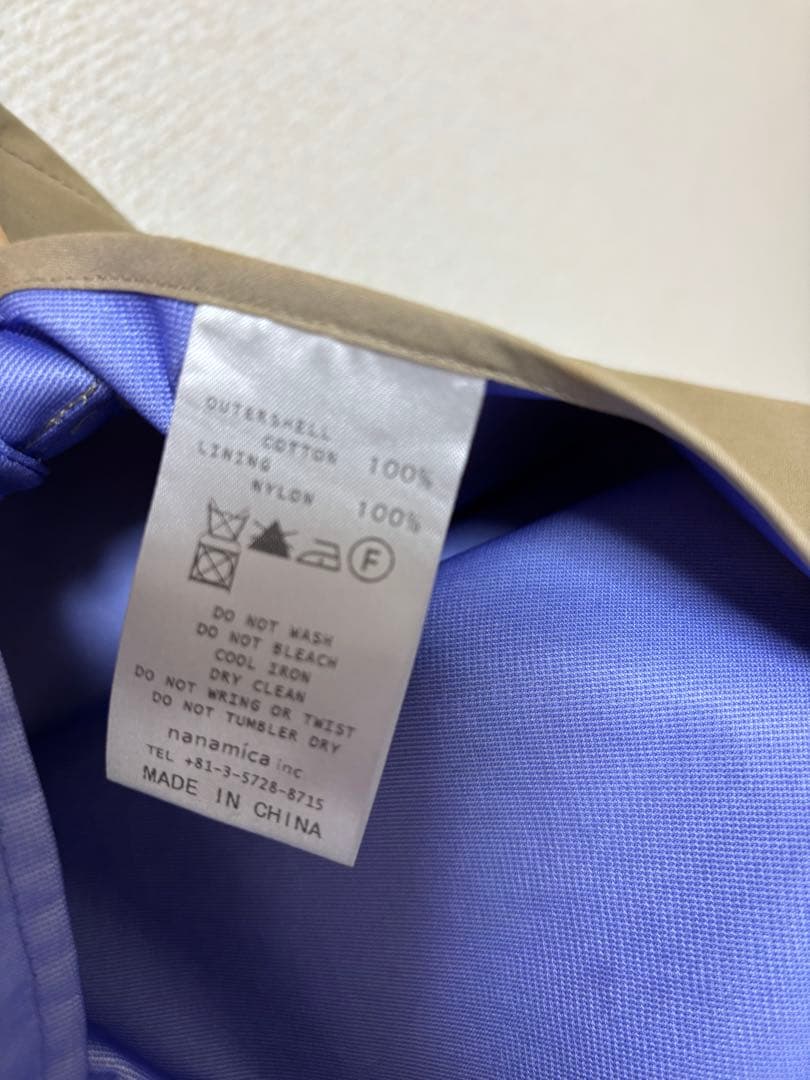 OUTERSHELL
COTTON 100%
LINING
NYLON 100%
F
DO NOT WASH
DO NOT BLEACH
COOL IRON
DRY CLEAN
DO NOT WRING OR TWIST
DO NOT TUMBLER DRY
nanamica inc
TEL +81-3-5728-8715
MADE IN CHINA